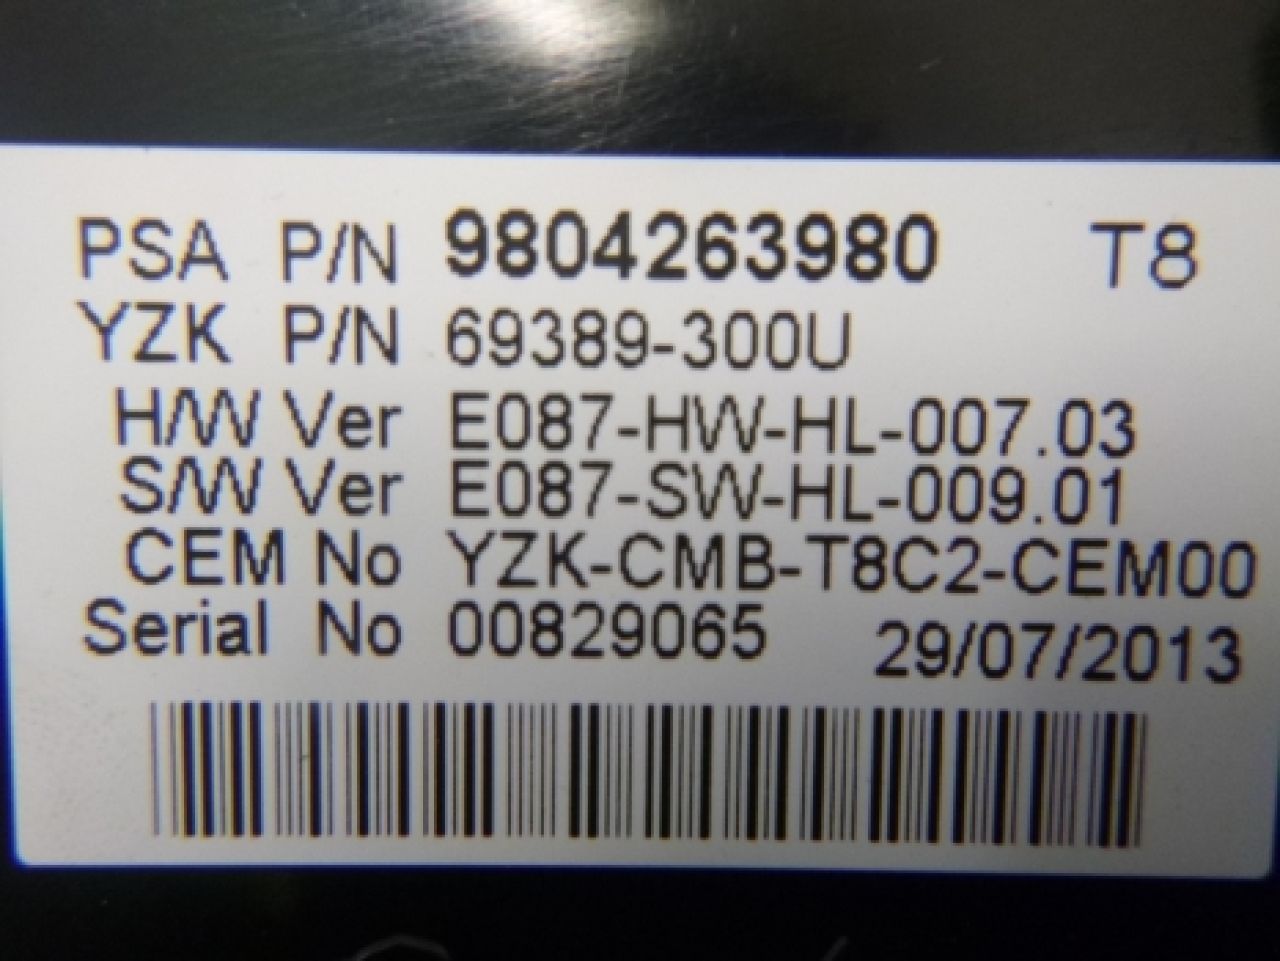 PSA P/N 9804263980 T8
YZK P/N 69389-300U
H/W Ver E087-HW-HL-007.03
S/W Ver E087-SW-HL-009.01
CEM No YZK-CMB-T8C2-CEM00
Serial No 00829065 29/07/2013